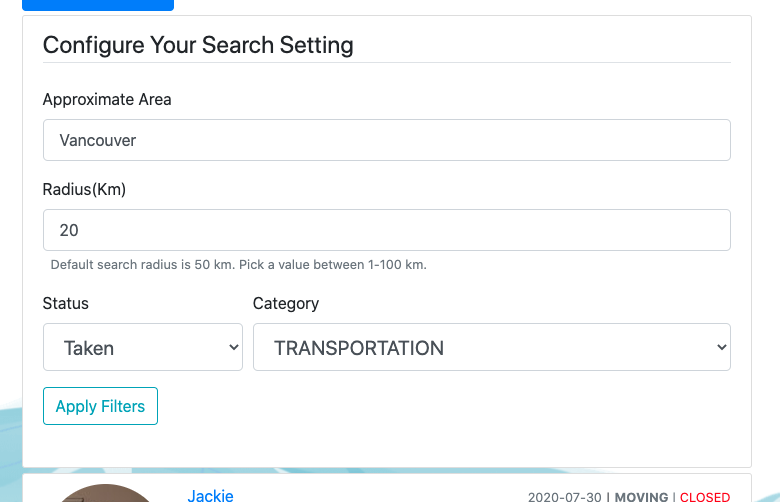 Configure Your Search Setting
Approximate Area
Vancouver
Radius(Km)
20
Default search radius is 50 km. Pick a value between 1-100 km.
Status
Category
Taken
TRANSPORTATION
Apply Filters
Jackie
2020-07-30 | MOVING | CLOSED